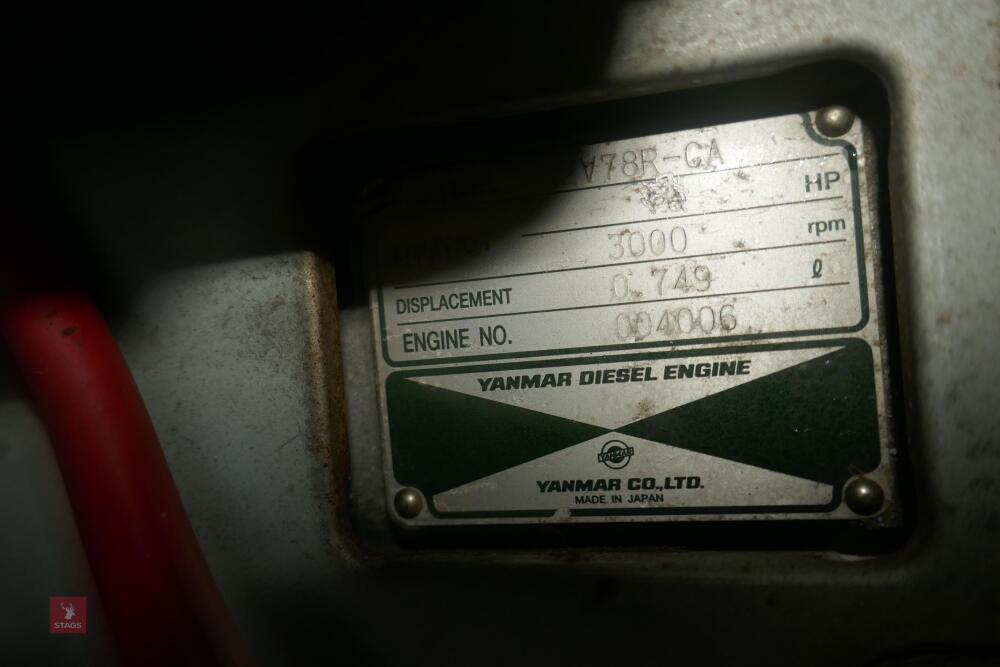 V78R-CA
HP
3000 rpm
DISPLACEMENT 0.749 ℓ
ENGINE NO. 004006
YANMAR DIESEL ENGINE
YANMAR
YANMAR CO.,LTD.
MADE IN JAPAN
STAGS